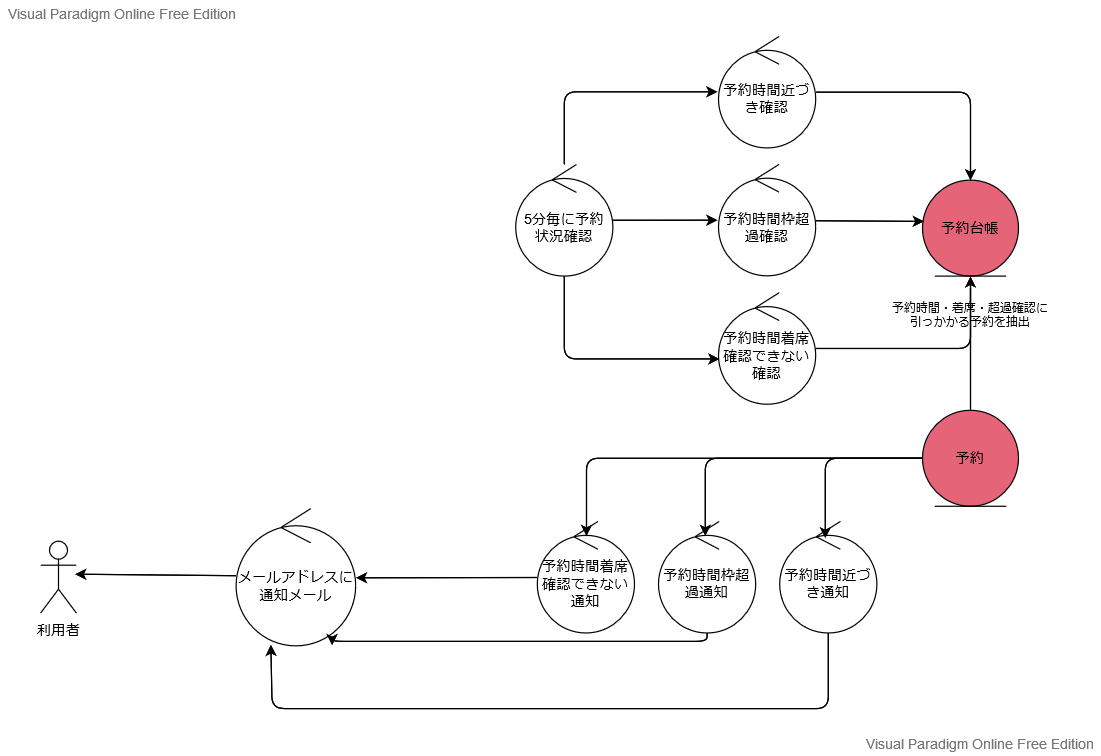 Visual Paradigm Online Free Edition
予約時間近づ
き確認
5分毎に予約
状況確認
予約時間枠超
過確認
予約台帳
予約時間・着席・超過確認に
引っかかる予約を抽出
予約時間着席
確認できない
確認
予約
メールアドレスに
通知メール
予約時間着席
確認できない
通知
予約時間枠超
過通知
予約時間近づ
き通知
利用者
Visual Paradigm Online Free Edition